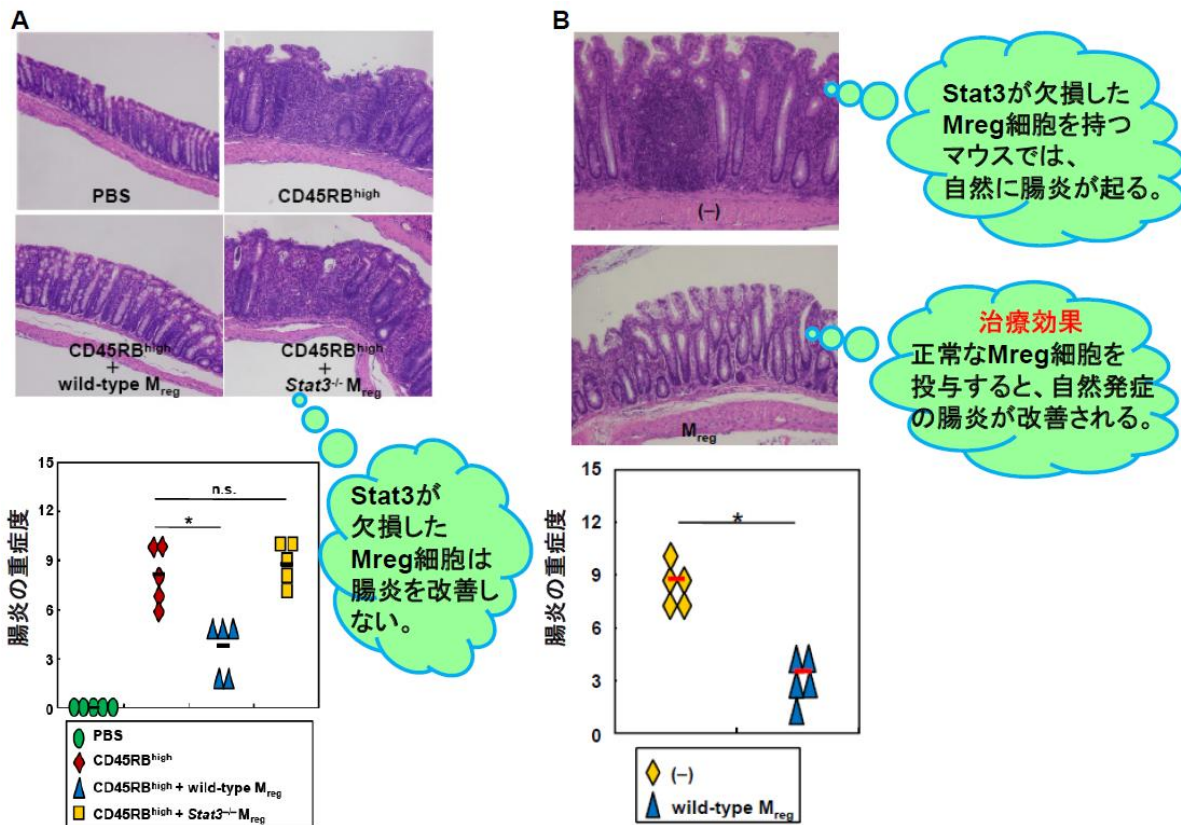 A
PBS
CD45RBhigh
CD45RBhigh
+
wild-type Mreg
CD45RBhigh
+
Stat3-/- Mreg
腸炎の重症度
15
12
9
6
3
0
n.s.
*
PBS
CD45RBhigh
CD45RBhigh + wild-type Mreg
CD45RBhigh + Stat3-/- Mreg
Stat3が
欠損した
Mreg細胞は
腸炎を改善し
ない。
B
(–)
Stat3が欠損した
Mreg細胞を持つ
マウスでは、
自然に腸炎が起る。
Mreg
治療効果
正常なMreg細胞を
投与すると、自然発症
の腸炎が改善される。
腸炎の重症度
15
12
9
6
3
0
*
(–)
wild-type Mreg